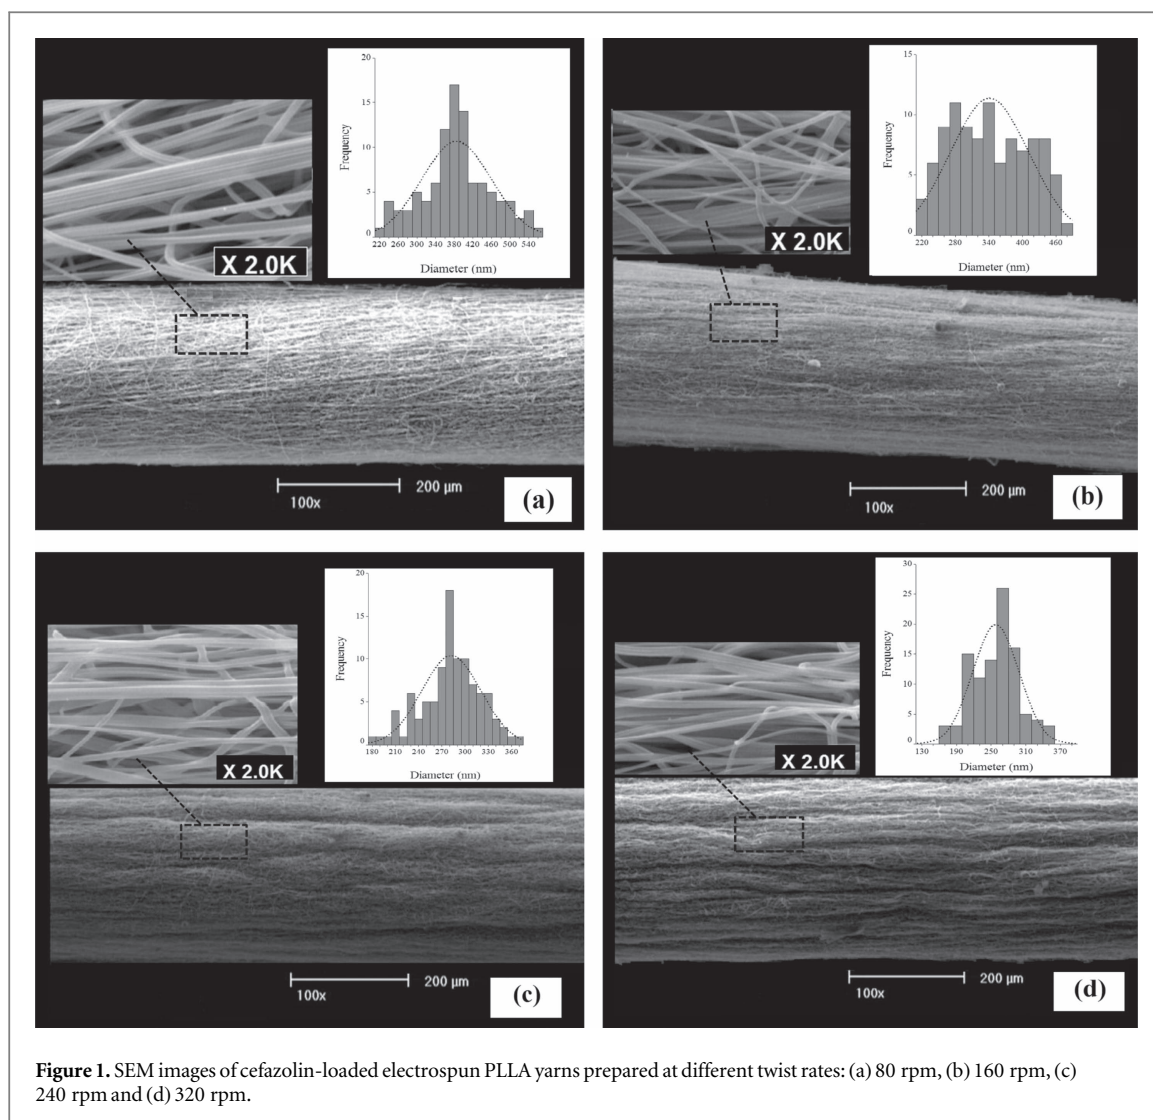 20
15
10
5
0
Frequency
220 260 300 340 380 420 460 500 540
Diameter (nm)
X 2.0K
100x
200 µm
(a)
15
10
5
0
Frequency
220 280 340 400 460
Diameter (nm)
X 2.0K
100x
200 µm
(b)
20
15
10
5
0
Frequency
180 210 240 270 290 300 360
Diameter (nm)
X 2.0K
100x
200 µm
(c)
30
25
20
15
10
5
0
Frequency
130 190 250 310 370
Diameter (nm)
X 2.0K
100x
200 µm
(d)
Figure 1. SEM images of cefazolin-loaded electrospun PLLA yarns prepared at different twist rates: (a) 80 rpm, (b) 160 rpm, (c)
240 rpm and (d) 320 rpm.